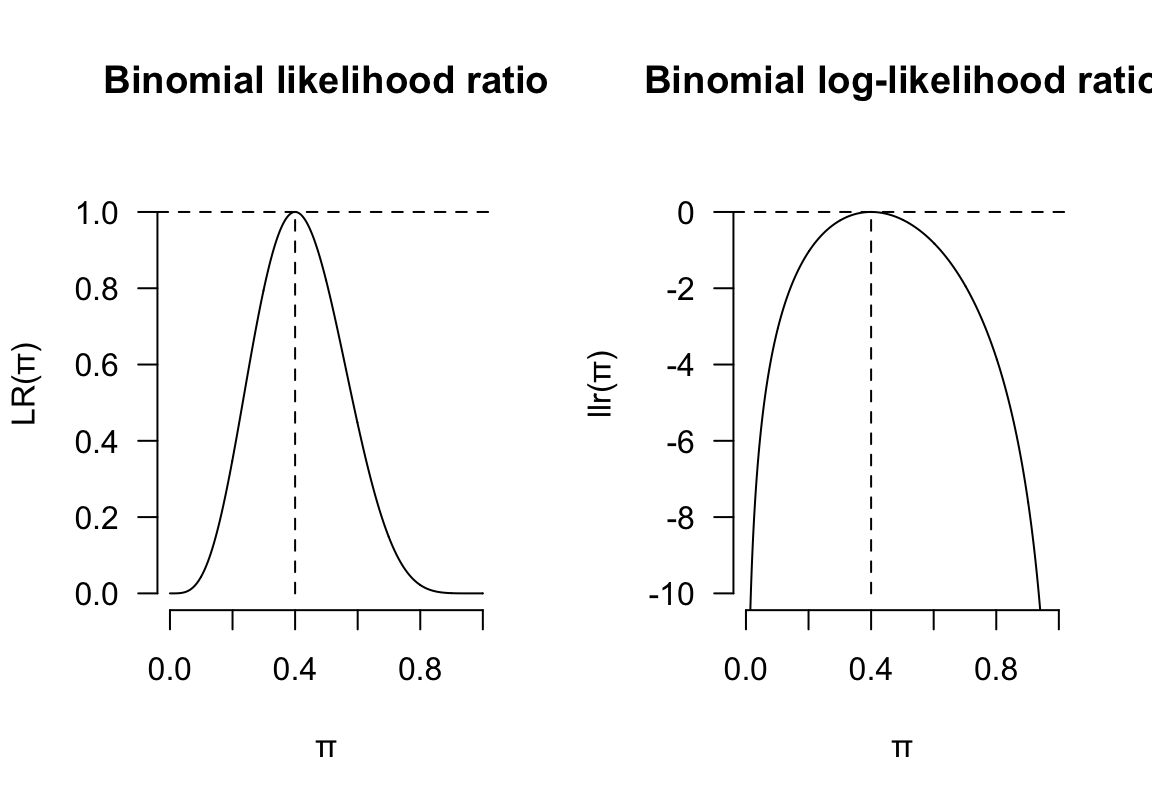 Binomial likelihood ratio
LR(π)
1.0
0.8
0.6
0.4
0.2
0.0
0.0 0.4 0.8
π
Binomial log-likelihood ratio
llr(π)
0
-2
-4
-6
-8
-10
0.0 0.4 0.8
π